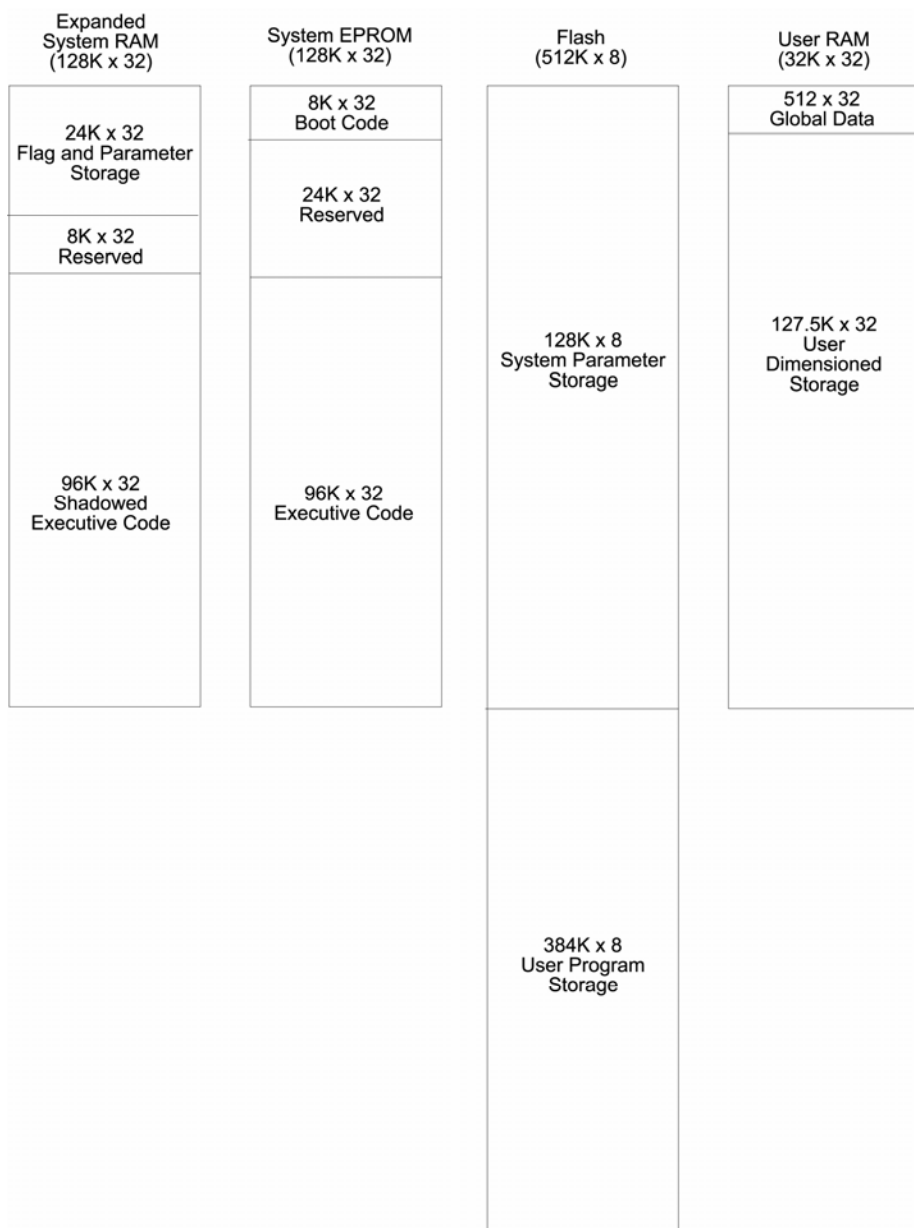 Expanded
System RAM
(128K x 32)
24K x 32
Flag and Parameter
Storage
8K x 32
Reserved
96K x 32
Shadowed
Executive Code
System EPROM
(128K x 32)
8K x 32
Boot Code
24K x 32
Reserved
96K x 32
Executive Code
Flash
(512K x 8)
128K x 8
System Parameter
Storage
384K x 8
User Program
Storage
User RAM
(32K x 32)
512 x 32
Global Data
127.5K x 32
User
Dimensioned
Storage